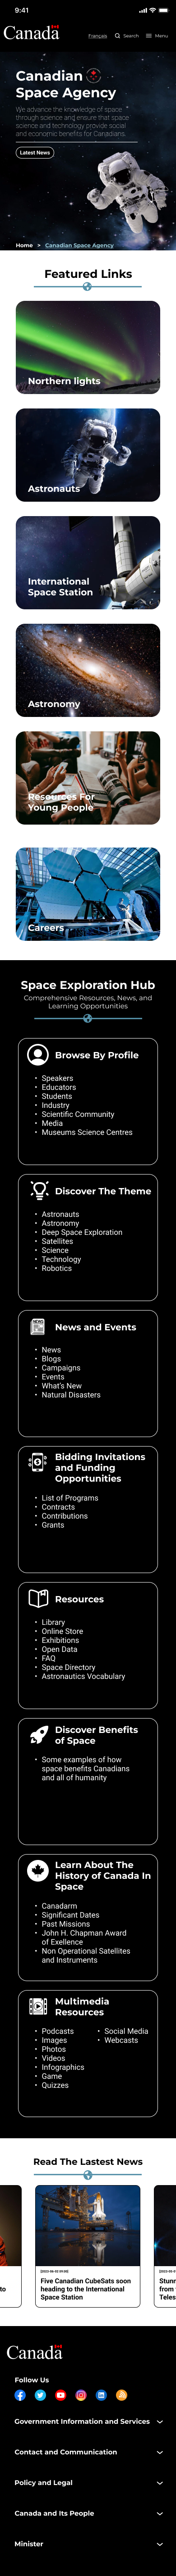 9:41
Canada
Français Search Menu
Canadian
Space Agency
We advance the knowledge of space
through science and ensure that space
science and technology provide social
and economic benefits for Canadians.
Latest News
Home > Canadian Space Agency
Featured Links
Northern lights
Astronauts
International
Space Station
Astronomy
Resources For
Young People
Careers
Space Exploration Hub
Comprehensive Resources, News, and
Learning Opportunities
Browse By Profile
• Speakers
• Educators
• Students
• Industry
• Scientific Community
• Media
• Museums Science Centres
Discover The Theme
• Astronauts
• Astronomy
Deep Space Exploration
• Satellites
• Science
• Technology
• Robotics
News and Events
• News
• Blogs
• Campaigns
• Events
• What's New
• Natural Disasters
Bidding Invitations
and Funding
Opportunities
• List of Programs
• Contracts
• Contributions
• Grants
Resources
• Library
• Online Store
• Exhibitions
• Open Data
• FAQ
• Space Directory
• Astronautics Vocabulary
Discover Benefits
of Space
• Some examples of how
space benefits Canadians
and all of humanity
Learn About The
History of Canada In
Space
• Canadarm
• Significant Dates
• Past Missions
• John H. Chapman Award
of Exellence
• Non Operational Satellites
and Instruments
Multimedia
Resources
• Podcasts
• Images
• Photos
• Videos
• Infographics
• Game
• Quizzes
• Social Media
• Webcasts
Read The Lastest News
to
Five Canadian CubeSats soon
heading to the International
Space Station
Stunn
from
Teles
Canada
Follow Us
Government Information and Services
Contact and Communication
Policy and Legal
Canada and Its People
Minister